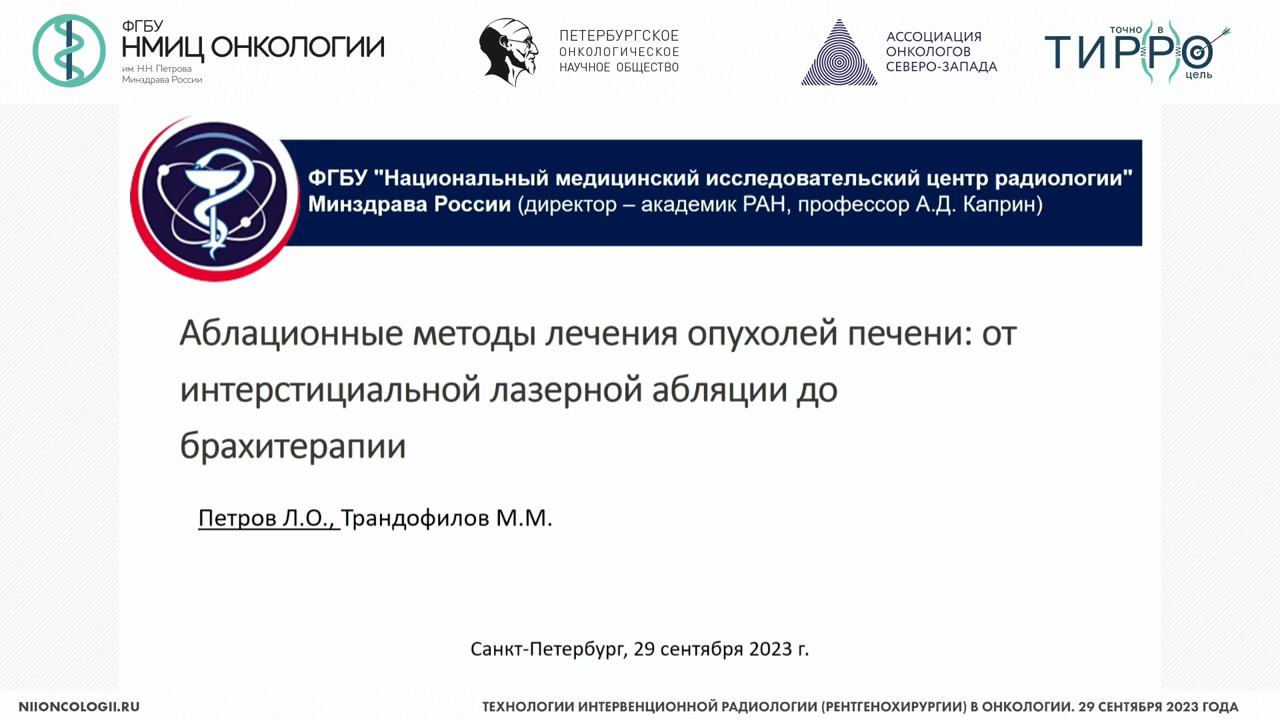 ФГБУ
НМИЦ ОНКОЛОГИИ
им. Н.Н. Петрова
Минздрава России
ПЕТЕРБУРГСКОЕ
ОНКОЛОГИЧЕСКОЕ
НАУЧНОЕ ОБЩЕСТВО
АССОЦИАЦИЯ
ОНКОЛОГОВ
СЕВЕРО-ЗАПАДА
ТОЧНО В
ТИРРО
цель
ФГБУ "Национальный медицинский исследовательский центр радиологии"
Минздрава России (директор – академик РАН, профессор А.Д. Каприн)
Аблационные методы лечения опухолей печени: от
интерстициальной лазерной абляции до
брахитерапии
Петров Л.О., Трандофилов М.М.
Санкт-Петербург, 29 сентября 2023 г.
NIIONCOLOGII.RU
ТЕХНОЛОГИИ ИНТЕРВЕНЦИОННОЙ РАДИОЛОГИИ (РЕНТГЕНОХИРУРГИИ) В ОНКОЛОГИИ. 29 СЕНТЯБРЯ 2023 ГОДА